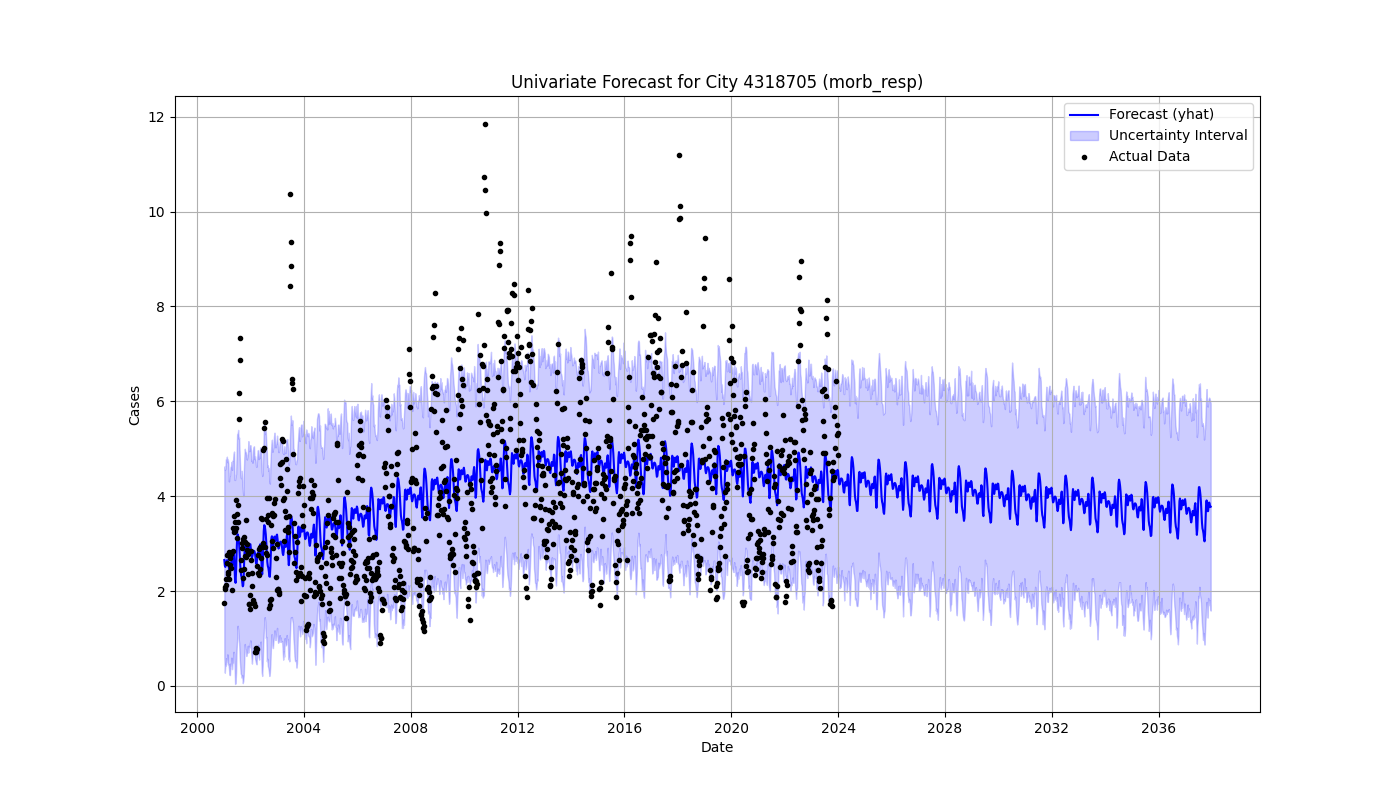 Univariate Forecast for City 4318705 (morb_resp)
Forecast (yhat)
Uncertainty Interval
Actual Data
12
10
8
6
4
2
0
Cases
2000 2004 2008 2012 2016 2020 2024 2028 2032 2036
Date